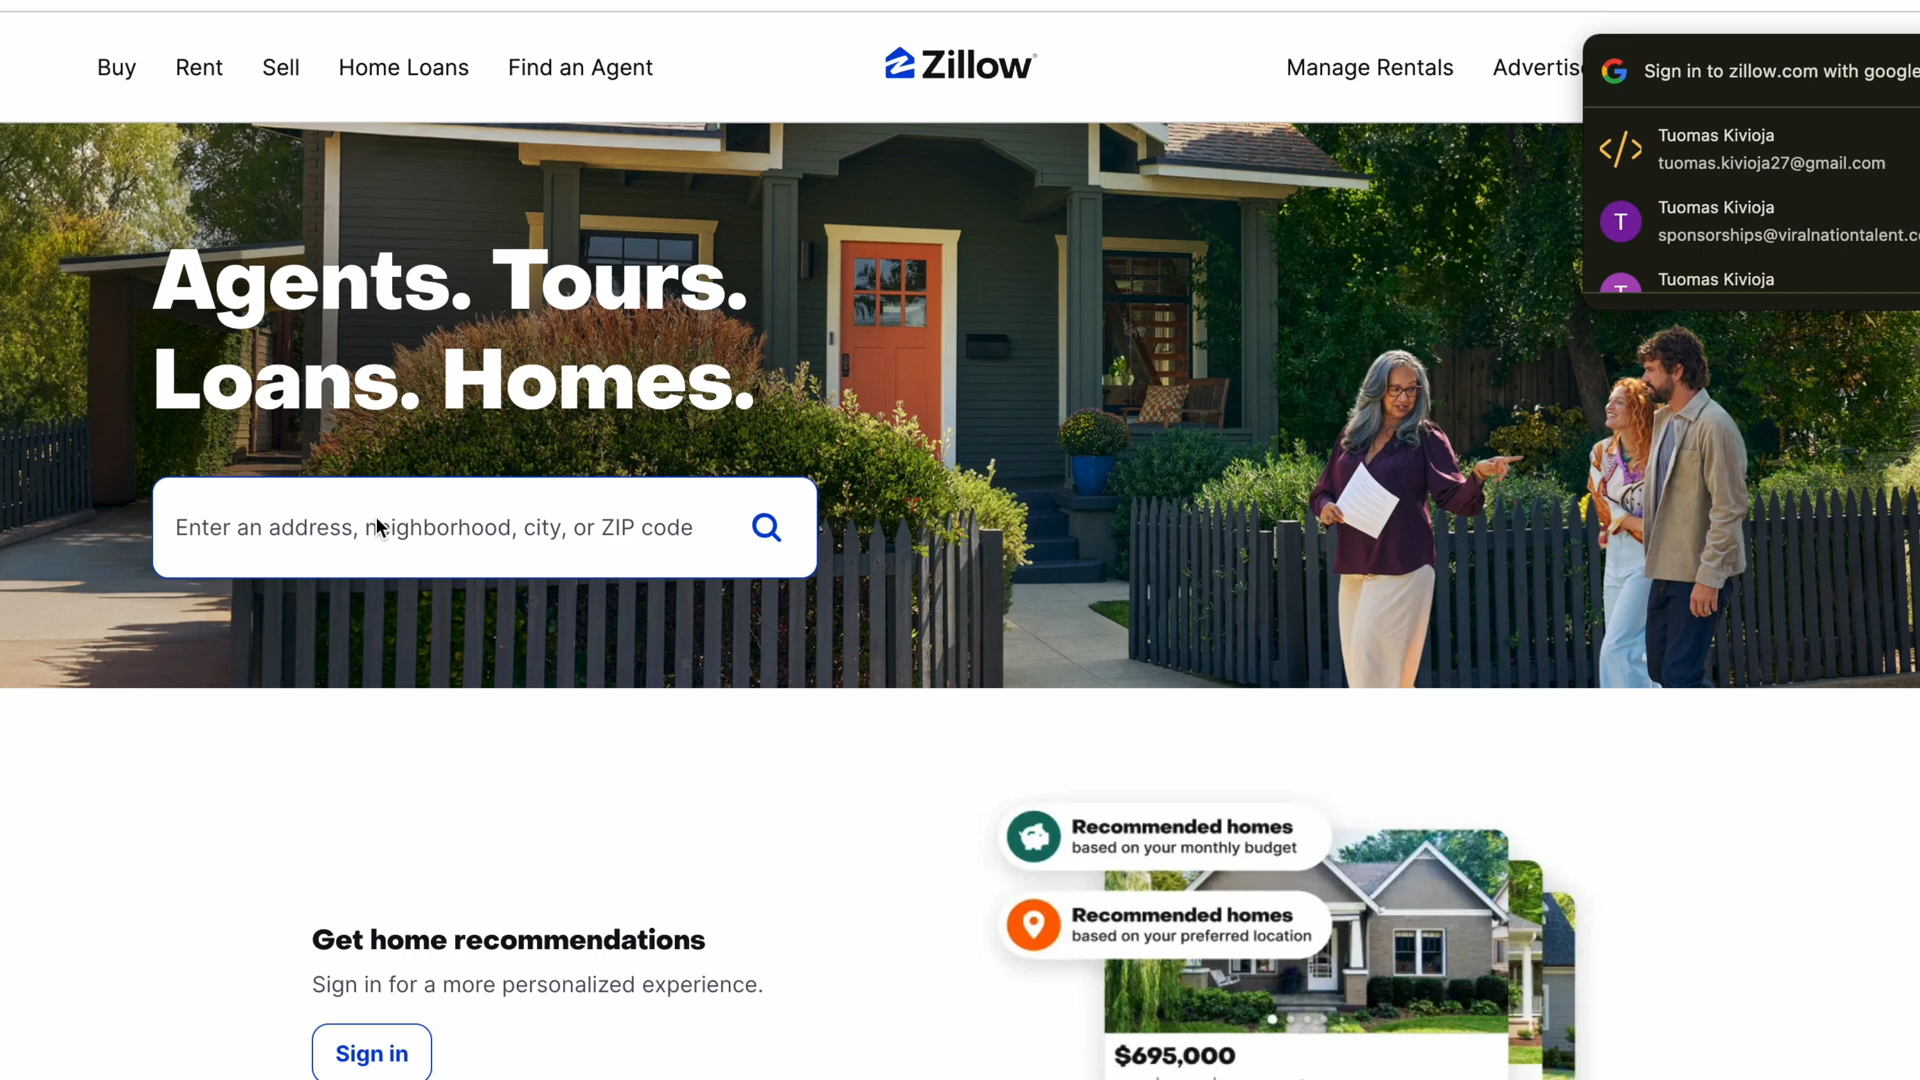 Buy Rent Sell Home Loans Find an Agent Zillow Manage Rentals Advertise
Sign in to zillow.com with google
Tuomas Kivioja
tuomas.kivioja27@gmail.com
T
Tuomas Kivioja
sponsorships@viralnationtalent.c
Tuomas Kivioja
Agents. Tours.
Loans. Homes.
Enter an address, neighborhood, city, or ZIP code
Recommended homes
based on your monthly budget
Recommended homes
based on your preferred location
Get home recommendations
Sign in for a more personalized experience.
Sign in
$695,000